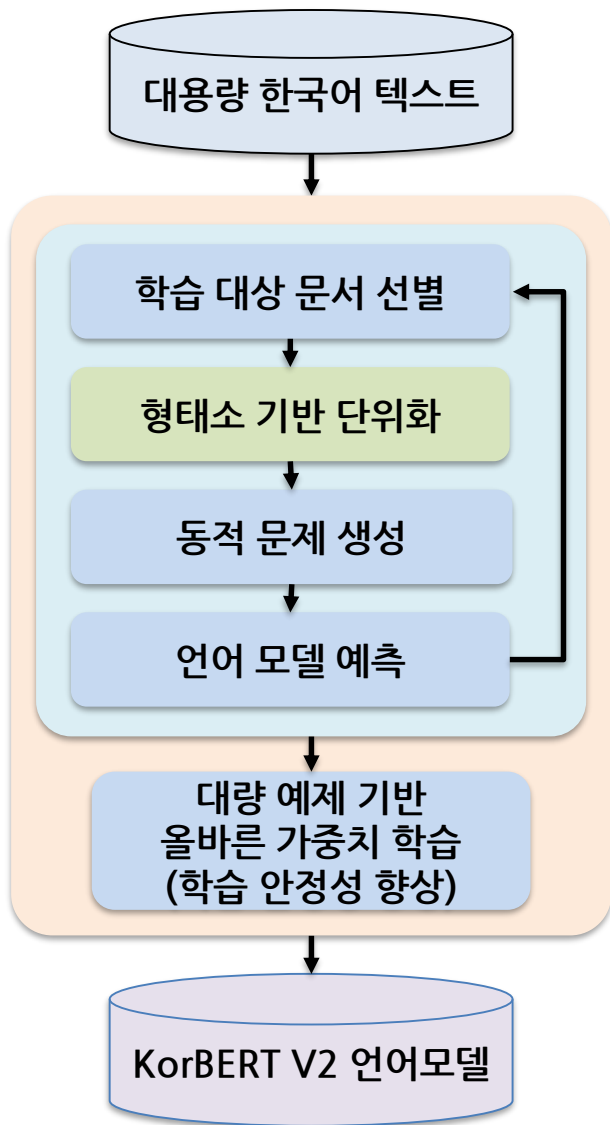 대용량 한국어 텍스트
학습 대상 문서 선별
형태소 기반 단위화
동적 문제 생성
언어 모델 예측
대량 예제 기반
올바른 가중치 학습
(학습 안정성 향상)
KorBERT V2 언어모델